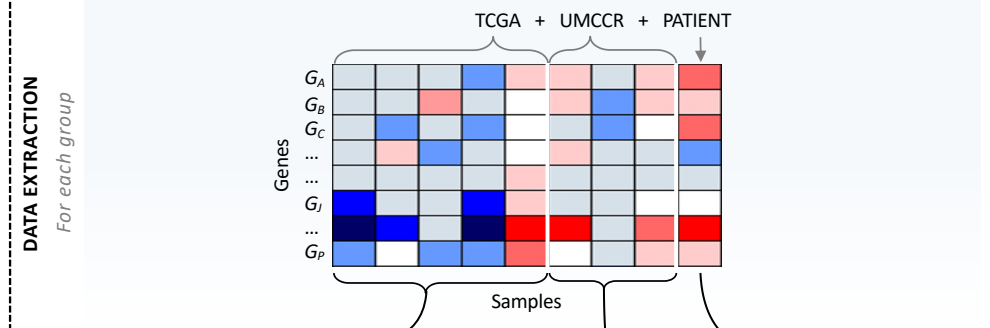 TCGA + UMCCR + PATIENT
DATA EXTRACTION
For each group
Genes
G_A
G_B
G_C
...
...
G_J
...
G_P
Samples